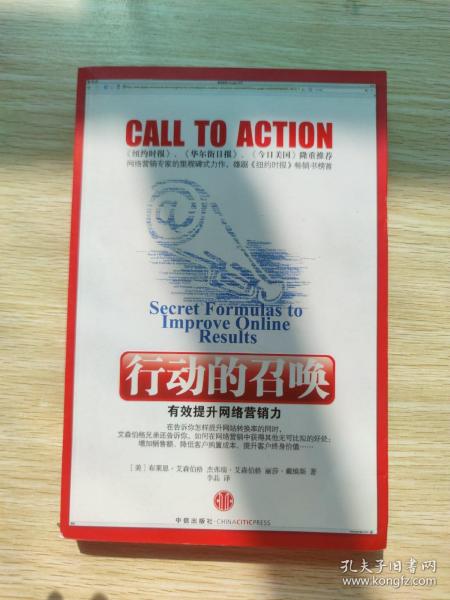 CALL TO ACTION
《纽约时报》、《华尔街日报》、《今日美国》隆重推荐
网络营销专家的里程碑式力作，雄踞《纽约时报》畅销书榜首
Secret Formulas to
Improve Online
Results
行动的召唤
有效提升网络营销力
在告诉你怎样提升网站转换率的同时，
艾森伯格兄弟还告诉你，如何在网络营销中获得其他无可比拟的好处：
增加销售额、降低客户购置成本、提升客户终身价值……
［美］布莱恩·艾森伯格 杰弗瑞·艾森伯格 丽莎·戴维斯 著
李晶 译
中信出版社·CHINACITICPRESS
孔夫子旧书网
www.kongfz.com